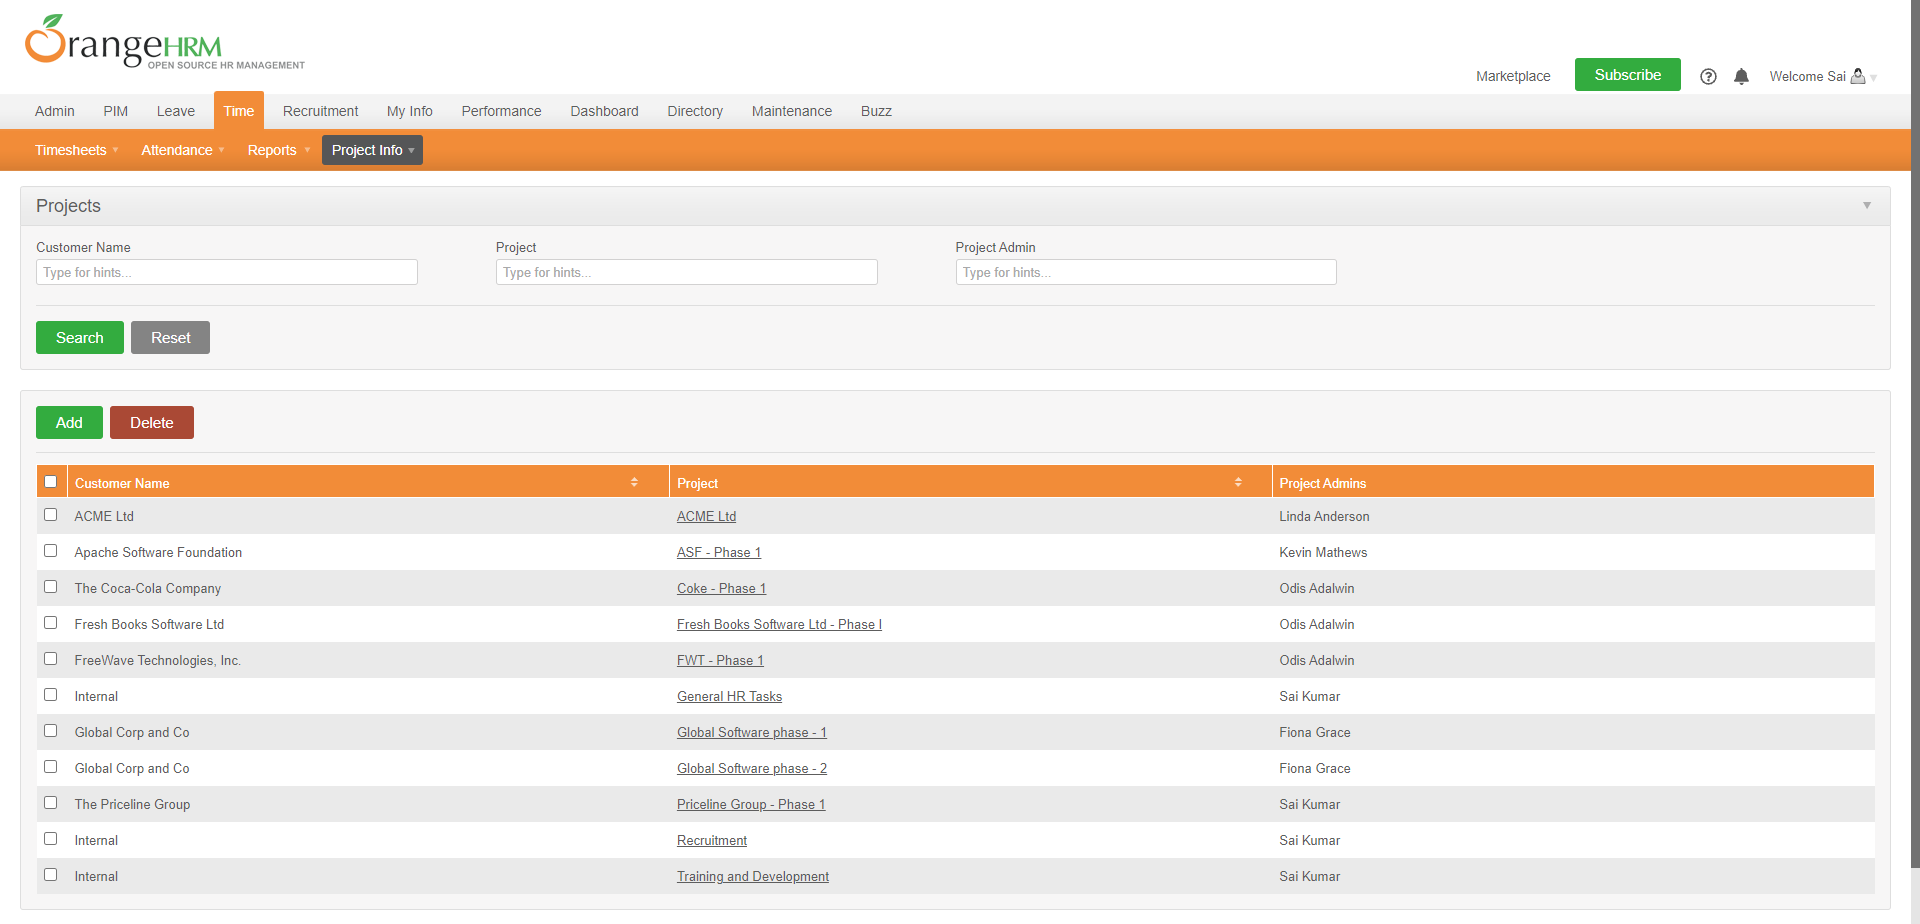 OrangeHRM
OPEN SOURCE HR MANAGEMENT
Marketplace
Subscribe
Welcome Sai
Admin
PIM
Leave
Time
Recruitment
My Info
Performance
Dashboard
Directory
Maintenance
Buzz
Timesheets
Attendance
Reports
Project Info
Projects
Customer Name
Project
Project Admin
Type for hints...
Type for hints...
Type for hints...
Search
Reset
Add
Delete
Customer Name
Project
Project Admins
ACME Ltd
ACME Ltd
Linda Anderson
Apache Software Foundation
ASF - Phase 1
Kevin Mathews
The Coca-Cola Company
Coke - Phase 1
Odis Adalwin
Fresh Books Software Ltd
Fresh Books Software Ltd - Phase I
Odis Adalwin
FreeWave Technologies, Inc.
FWT - Phase 1
Odis Adalwin
Internal
General HR Tasks
Sai Kumar
Global Corp and Co
Global Software phase - 1
Fiona Grace
Global Corp and Co
Global Software phase - 2
Fiona Grace
The Priceline Group
Priceline Group - Phase 1
Sai Kumar
Internal
Recruitment
Sai Kumar
Internal
Training and Development
Sai Kumar